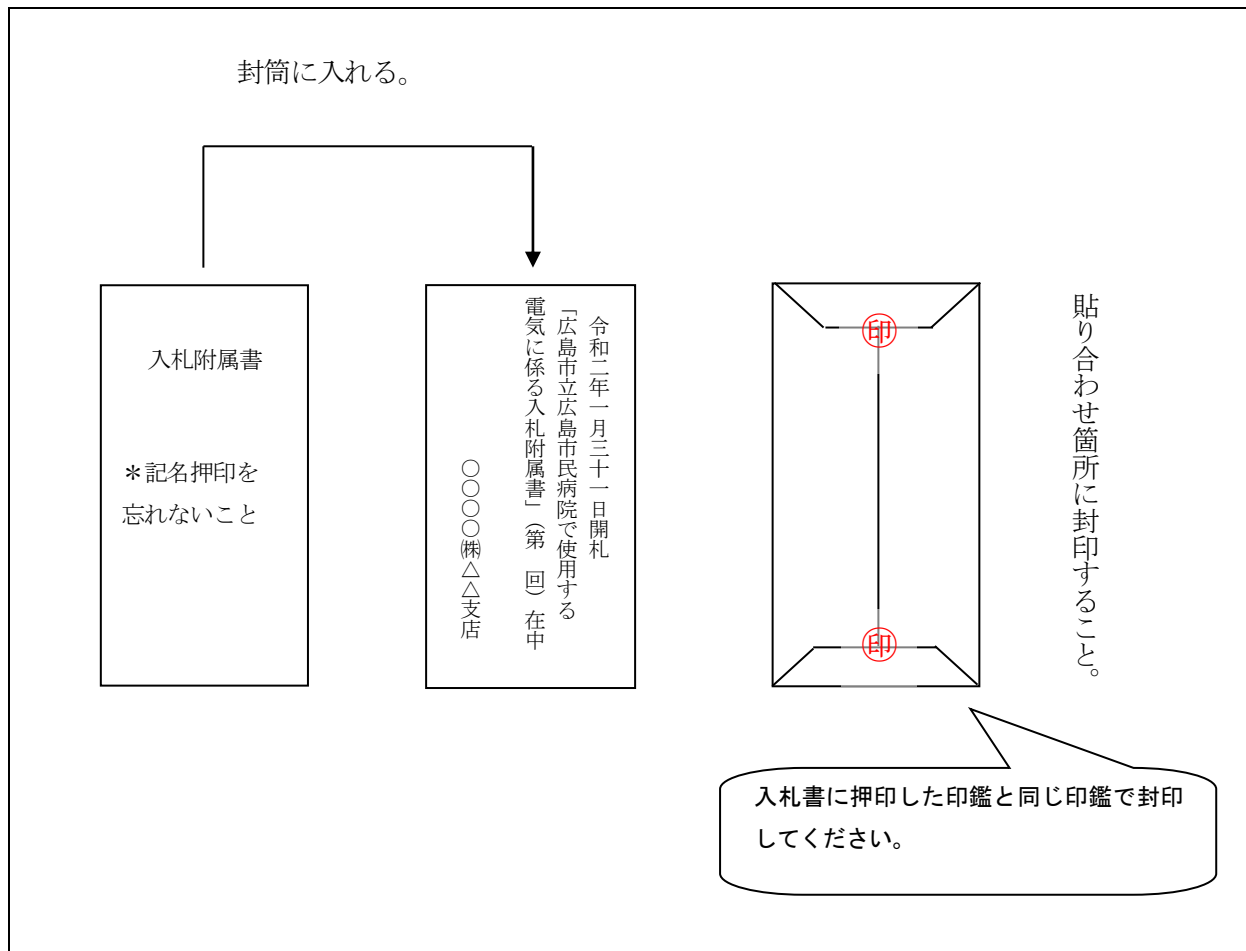 封筒に入れる。
入札附属書
*記名押印を
忘れないこと
令和二年一月三十一日開札
「広島市立広島市民病院で使用する
電気に係る入札附属書」(第　回)在中
○○○○㈱△△支店
印
印
貼り合わせ箇所に封印すること。
入札書に押印した印鑑と同じ印鑑で封印
してください。